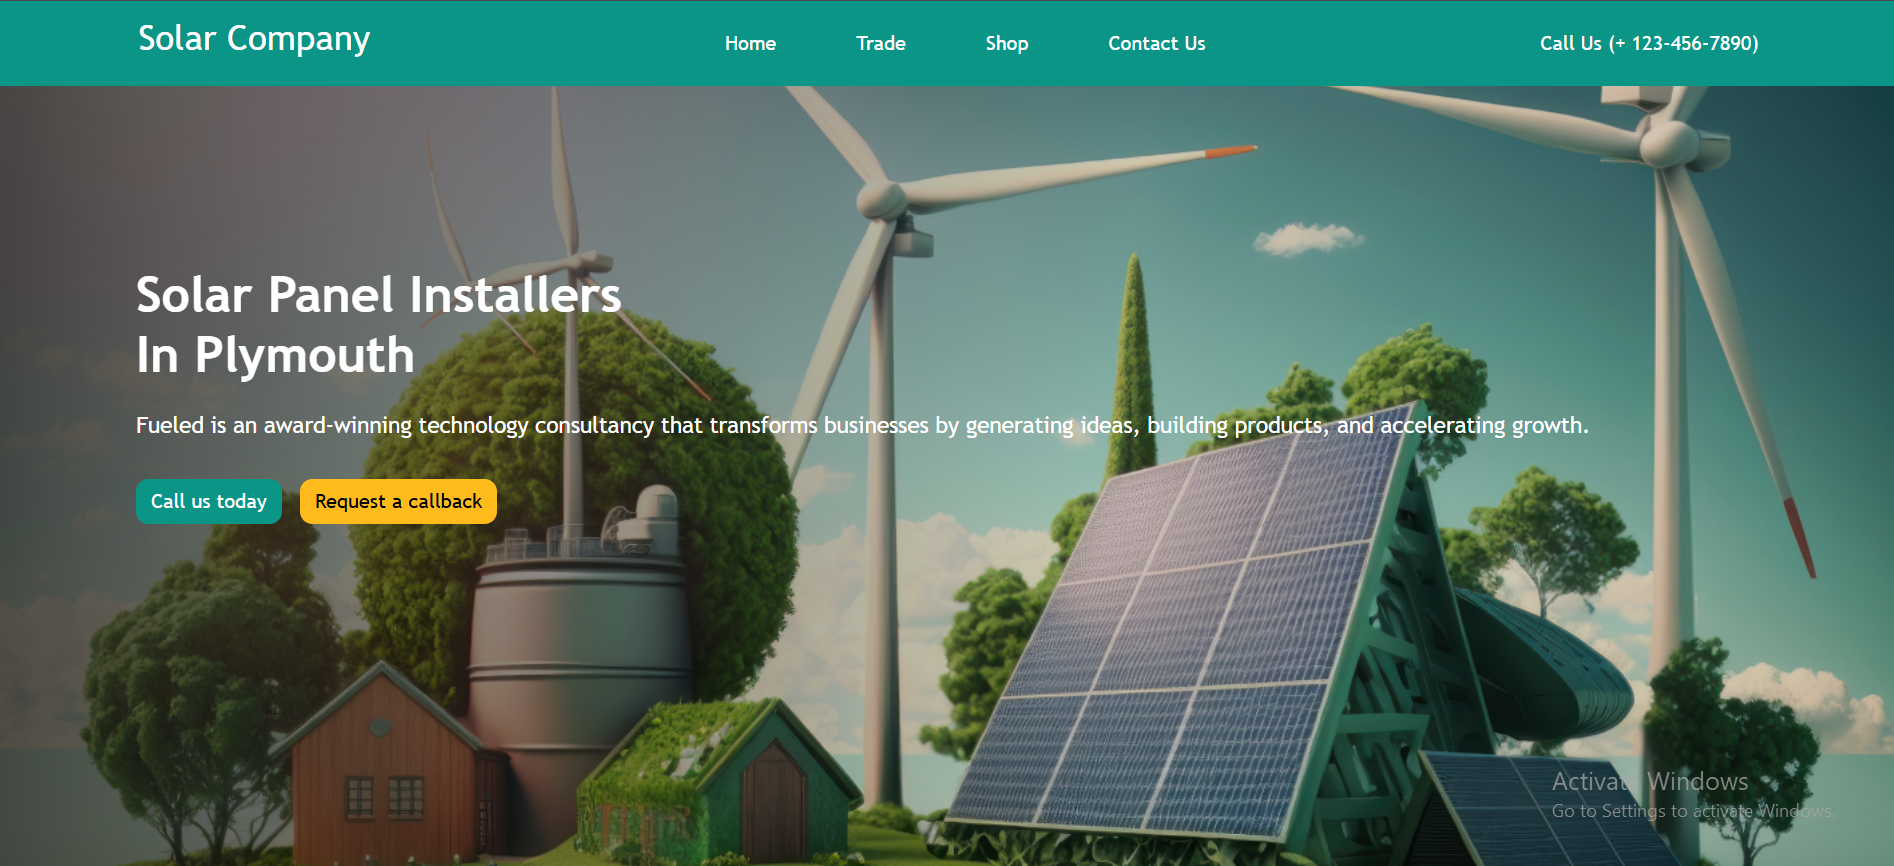 Solar Company
Home
Trade
Shop
Contact Us
Call Us (+ 123-456-7890)
Solar Panel Installers
In Plymouth
Fueled is an award-winning technology consultancy that transforms businesses by generating ideas, building products, and accelerating growth.
Call us today
Request a callback
Activate Windows
Go to Settings to activate Windows.